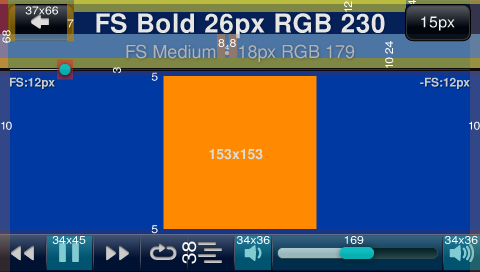 37x66
12
FS Bold 26px RGB 230
15px
68
7
FS Medium 18px RGB 179
8,8
10 24
3
5
FS:12px
-FS:12px
10
10
153x153
5
34x45
38
34x36
169
34x36